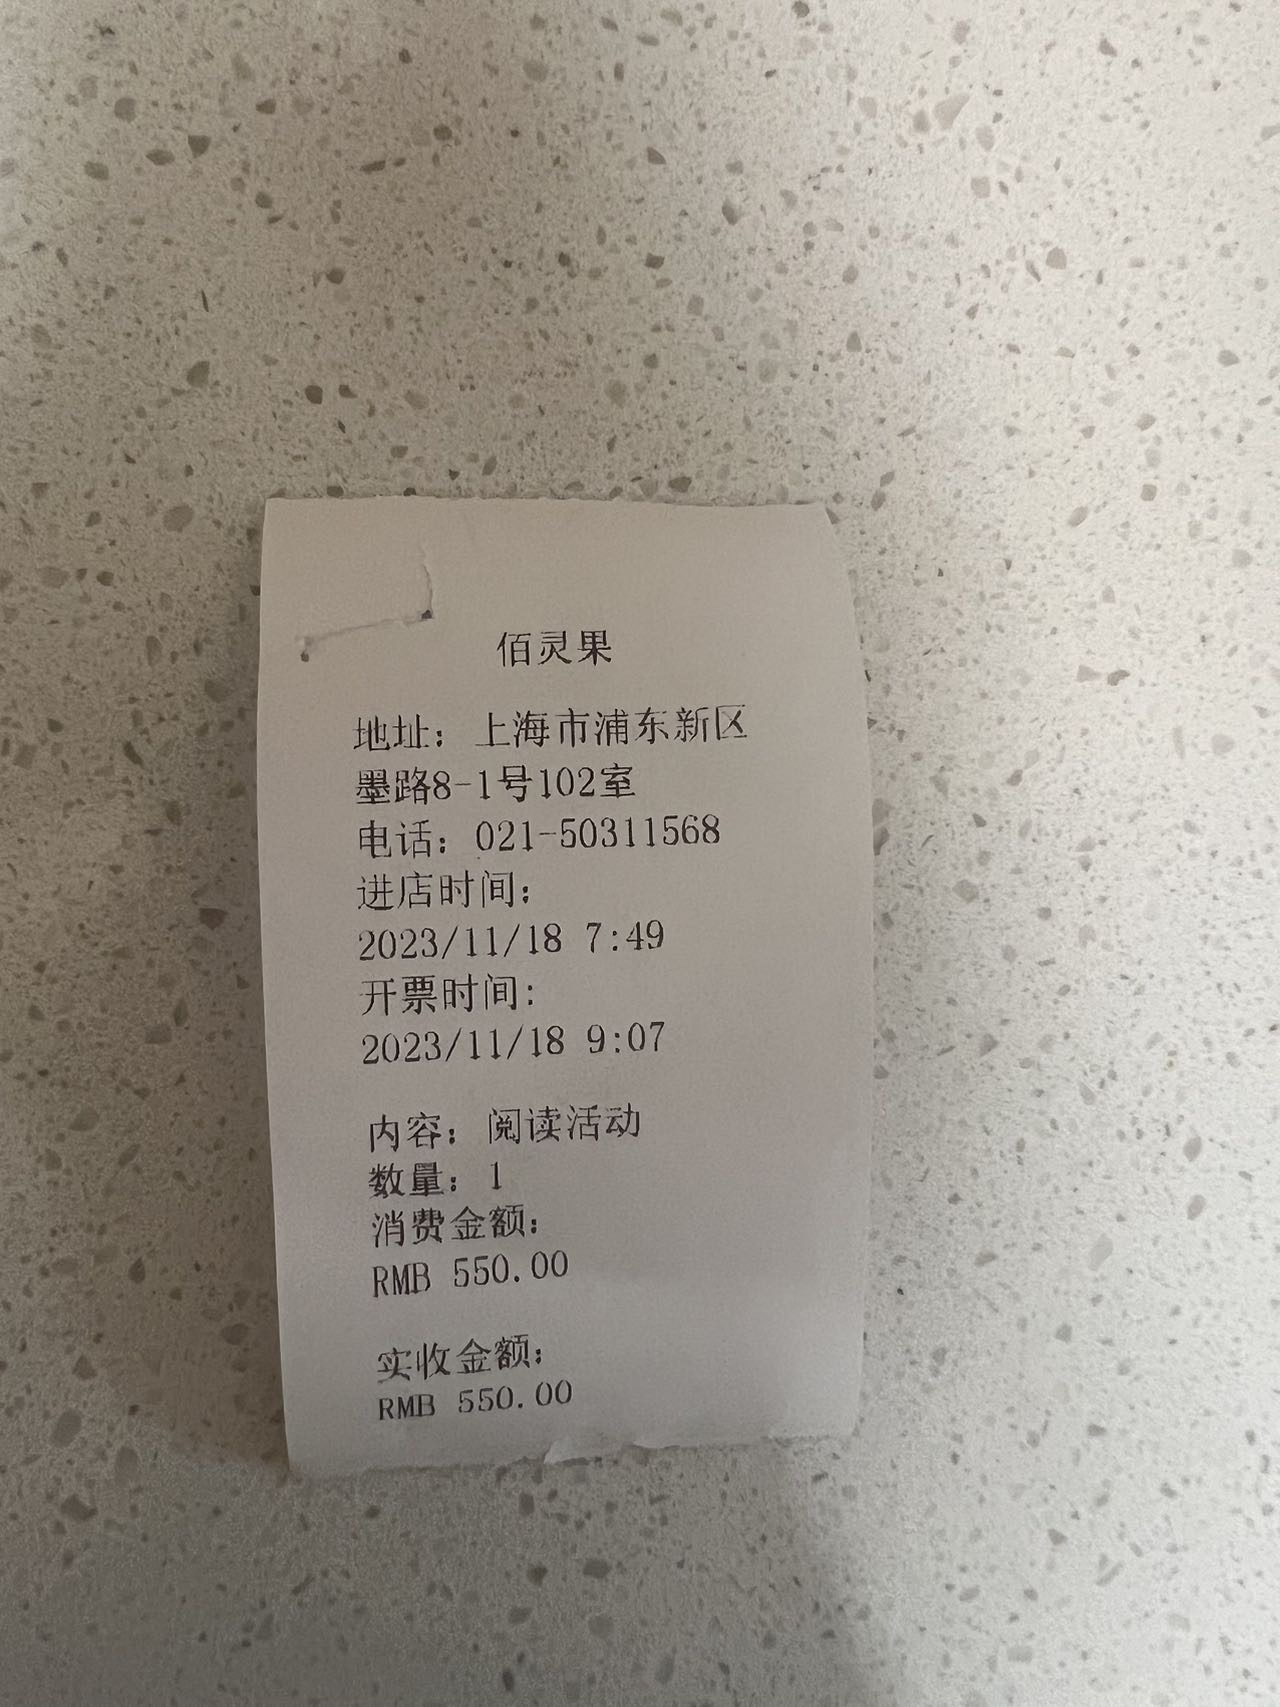 佰灵果
地址：上海市浦东新区
墨路8-1号102室
电话：021-50311568
进店时间：
2023/11/18 7:49
开票时间：
2023/11/18 9:07
内容：阅读活动
数量：1
消费金额：
RMB 550.00
实收金额：
RMB 550.00